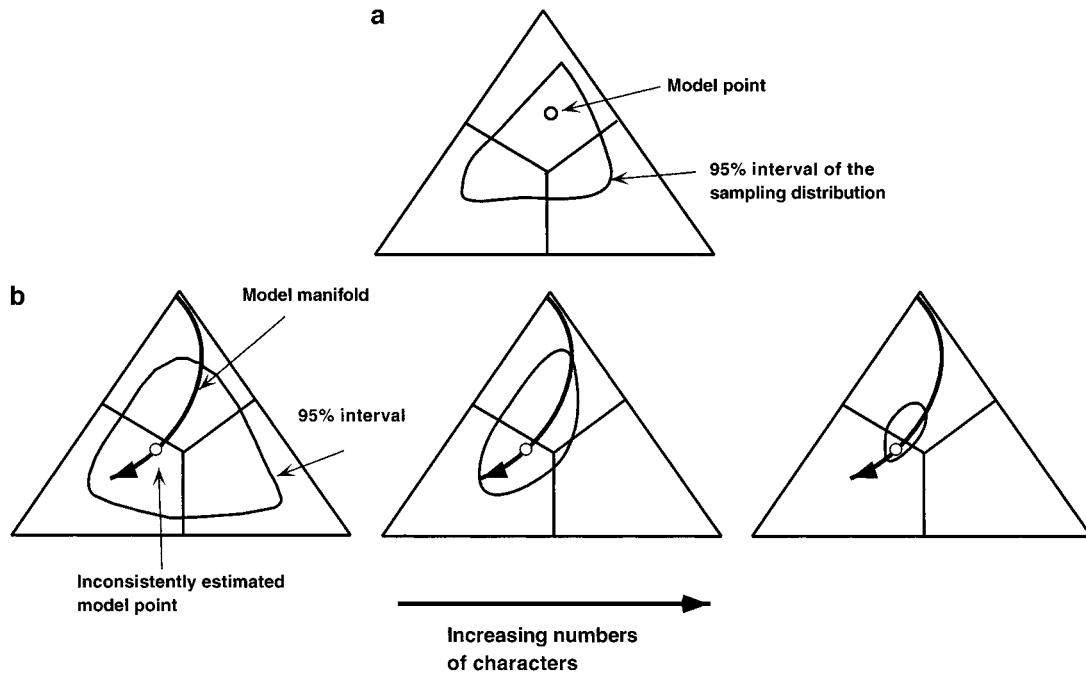 a
Model point
95% interval of the
sampling distribution
b
Model manifold
95% interval
Inconsistently estimated
model point
Increasing numbers
of characters